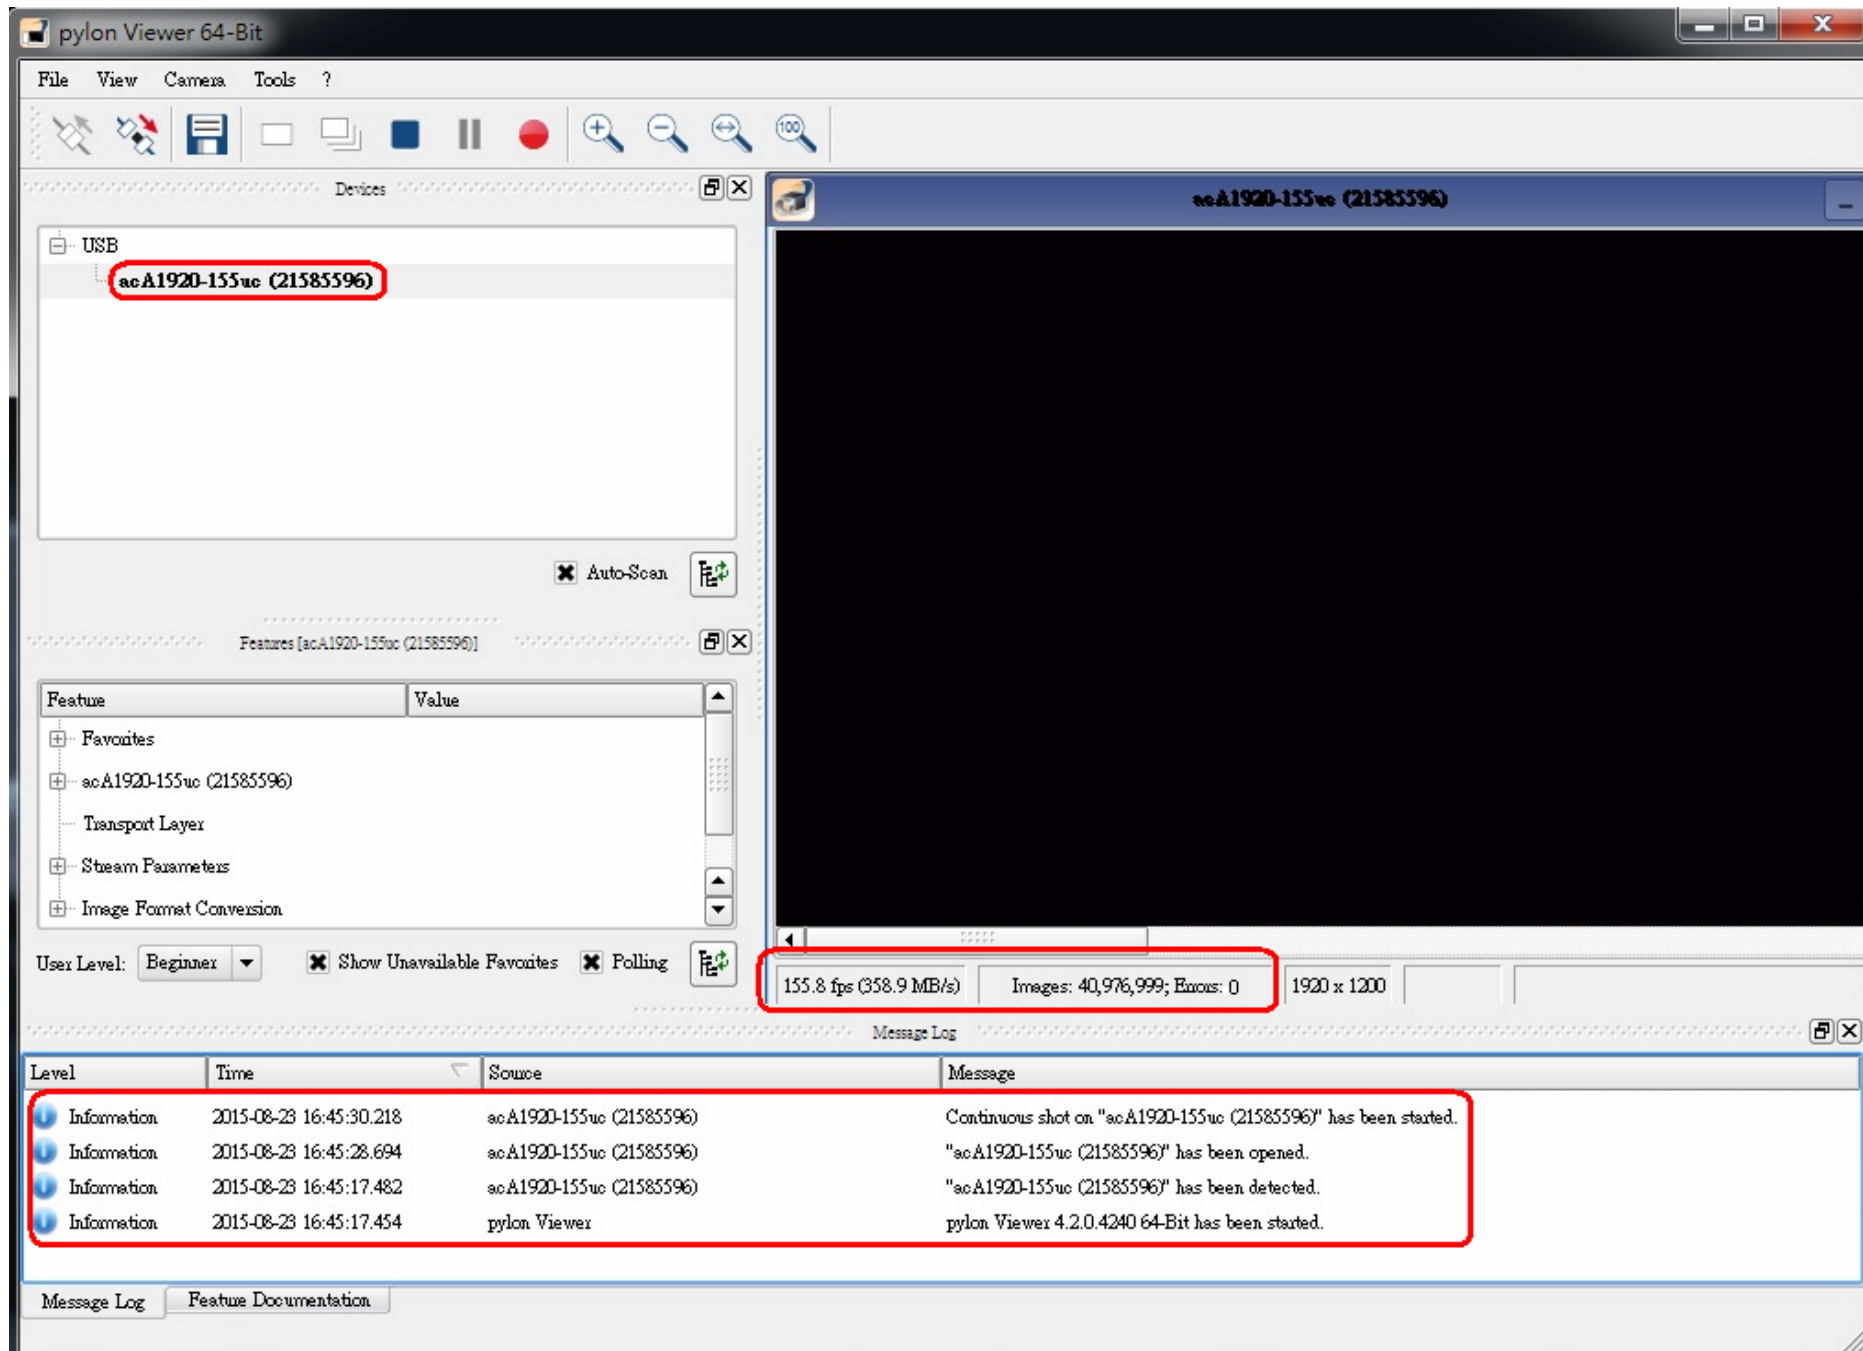 pylon Viewer 64-Bit
File View Camera Tools ?
100
Devices
acA1920-155uc (21585596)
USB
acA1920-155uc (21585596)
Auto-Scan
Features [acA1920-155uc (21585596)]
Feature Value
Favorites
acA1920-155uc (21585596)
Transport Layer
Stream Parameters
Image Format Conversion
User Level: Beginner Show Unavailable Favorites Polling
155.8 fps (358.9 MB/s) Images: 40,976,999; Errors: 0 1920 x 1200
Message Log
Level Time Source Message
Information 2015-08-23 16:45:30.218 acA1920-155uc (21585596) Continuous shot on "acA1920-155uc (21585596)" has been started.
Information 2015-08-23 16:45:28.694 acA1920-155uc (21585596) "acA1920-155uc (21585596)" has been opened.
Information 2015-08-23 16:45:17.482 acA1920-155uc (21585596) "acA1920-155uc (21585596)" has been detected.
Information 2015-08-23 16:45:17.454 pylon Viewer pylon Viewer 4.2.0.4240 64-Bit has been started.
Message Log Feature Documentation